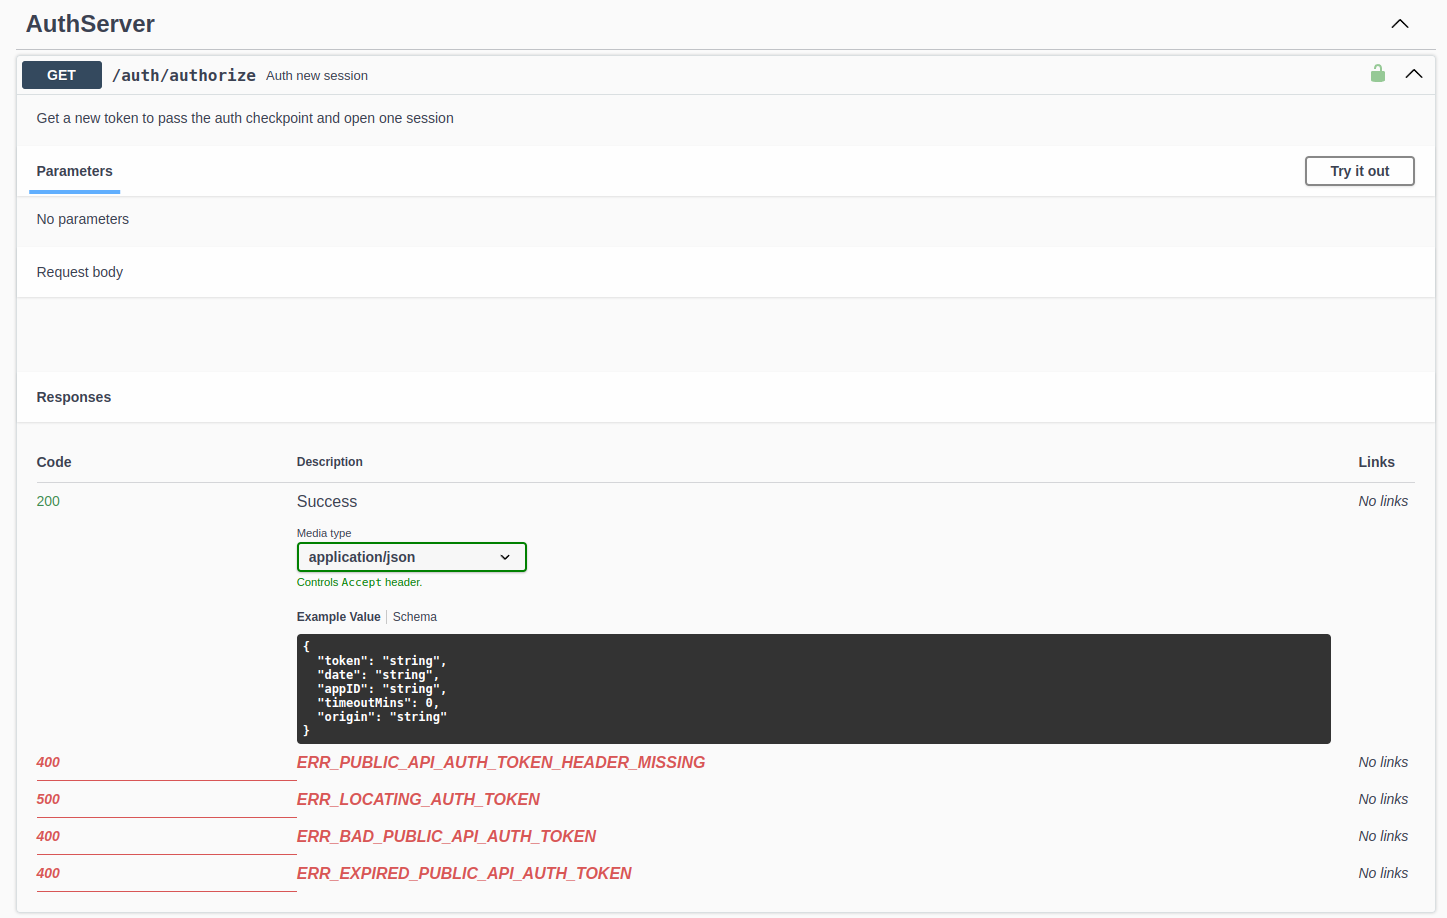 AuthServer
GET /auth/authorize Auth new session
Get a new token to pass the auth checkpoint and open one session
Parameters Try it out
No parameters
Request body
Responses
Code Description Links
200 Success No links
Media type
application/json
Controls Accept header.
Example Value Schema
{
"token": "string",
"date": "string",
"appID": "string",
"timeoutMins": 0,
"origin": "string"
}
400 ERR_PUBLIC_API_AUTH_TOKEN_HEADER_MISSING No links
500 ERR_LOCATING_AUTH_TOKEN No links
400 ERR_BAD_PUBLIC_API_AUTH_TOKEN No links
400 ERR_EXPIRED_PUBLIC_API_AUTH_TOKEN No links